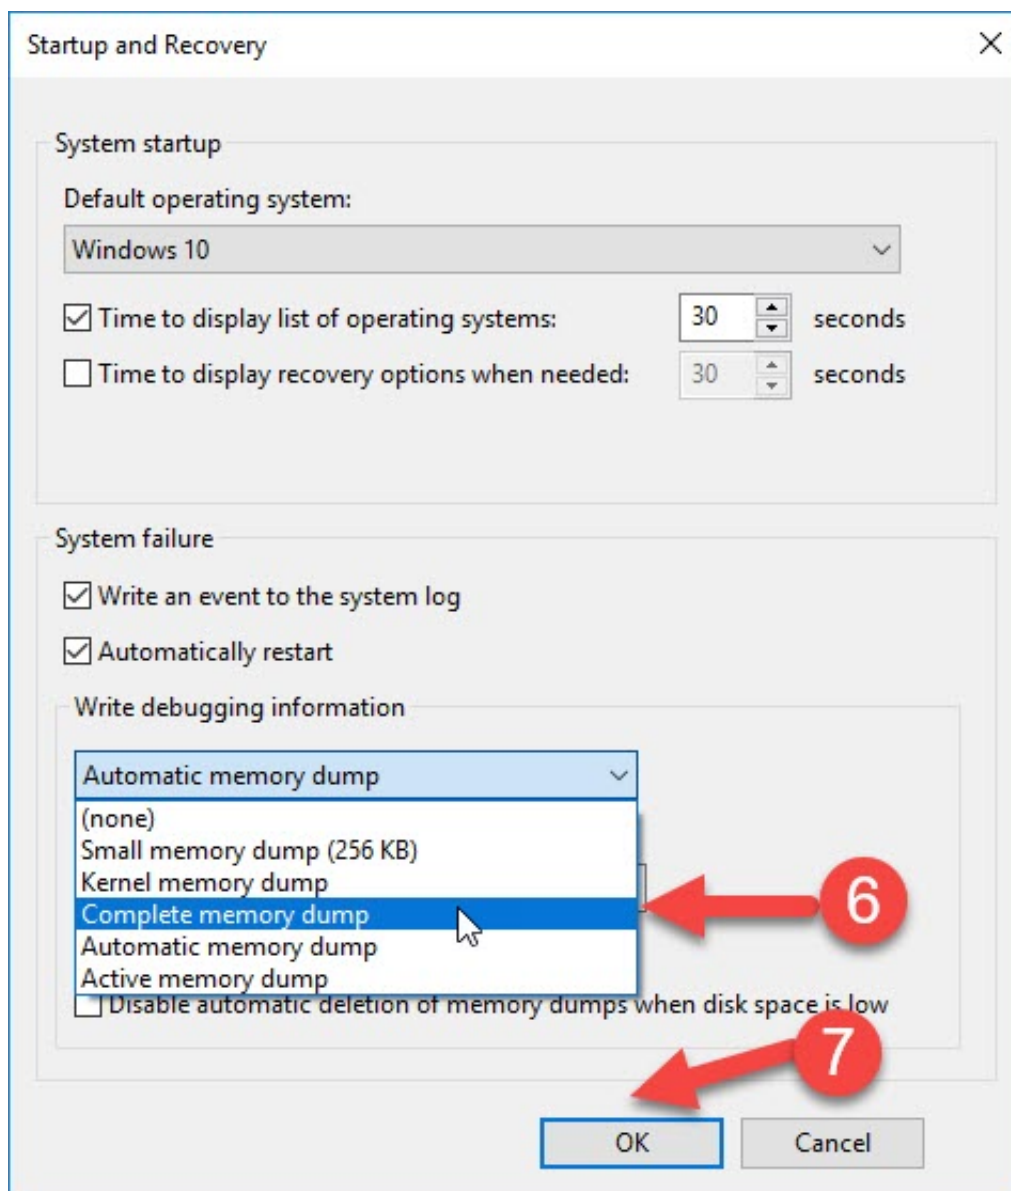 Startup and Recovery
System startup
Default operating system:
Windows 10
Time to display list of operating systems: 30 seconds
Time to display recovery options when needed: 30 seconds
System failure
Write an event to the system log
Automatically restart
Write debugging information
Automatic memory dump
(none)
Small memory dump (256 KB)
Kernel memory dump
Complete memory dump
6
Automatic memory dump
Active memory dump
Disable automatic deletion of memory dumps when disk space is low
7
OK Cancel